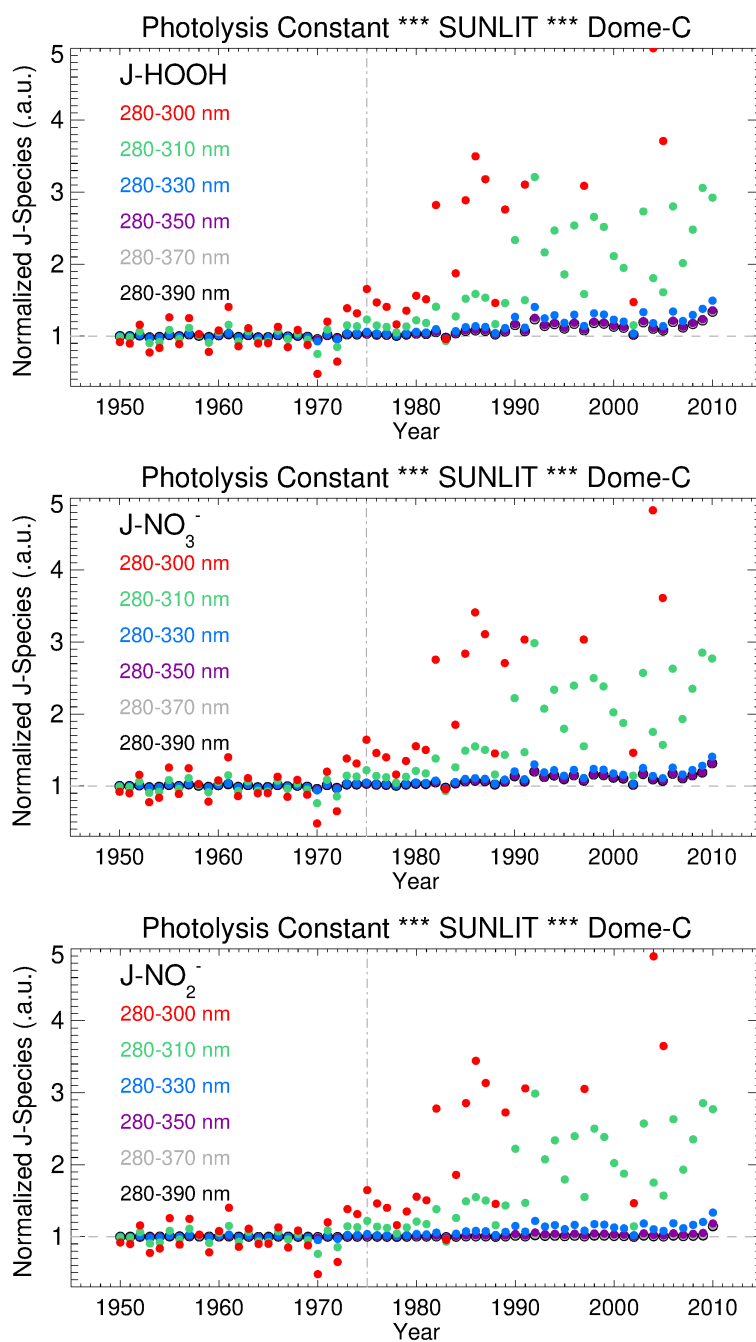 Photolysis Constant *** SUNLIT *** Dome-C
5
J-HOOH
280-300 nm
4
280-310 nm
280-330 nm
3
280-350 nm
280-370 nm
2
280-390 nm
1
Normalized J-Species (.a.u.)
1950 1960 1970 1980 1990 2000 2010
Year
Photolysis Constant *** SUNLIT *** Dome-C
5
J-NO3-
280-300 nm
4
280-310 nm
280-330 nm
3
280-350 nm
280-370 nm
2
280-390 nm
1
Normalized J-Species (.a.u.)
1950 1960 1970 1980 1990 2000 2010
Year
Photolysis Constant *** SUNLIT *** Dome-C
5
J-NO2-
280-300 nm
4
280-310 nm
280-330 nm
3
280-350 nm
280-370 nm
2
280-390 nm
1
Normalized J-Species (.a.u.)
1950 1960 1970 1980 1990 2000 2010
Year